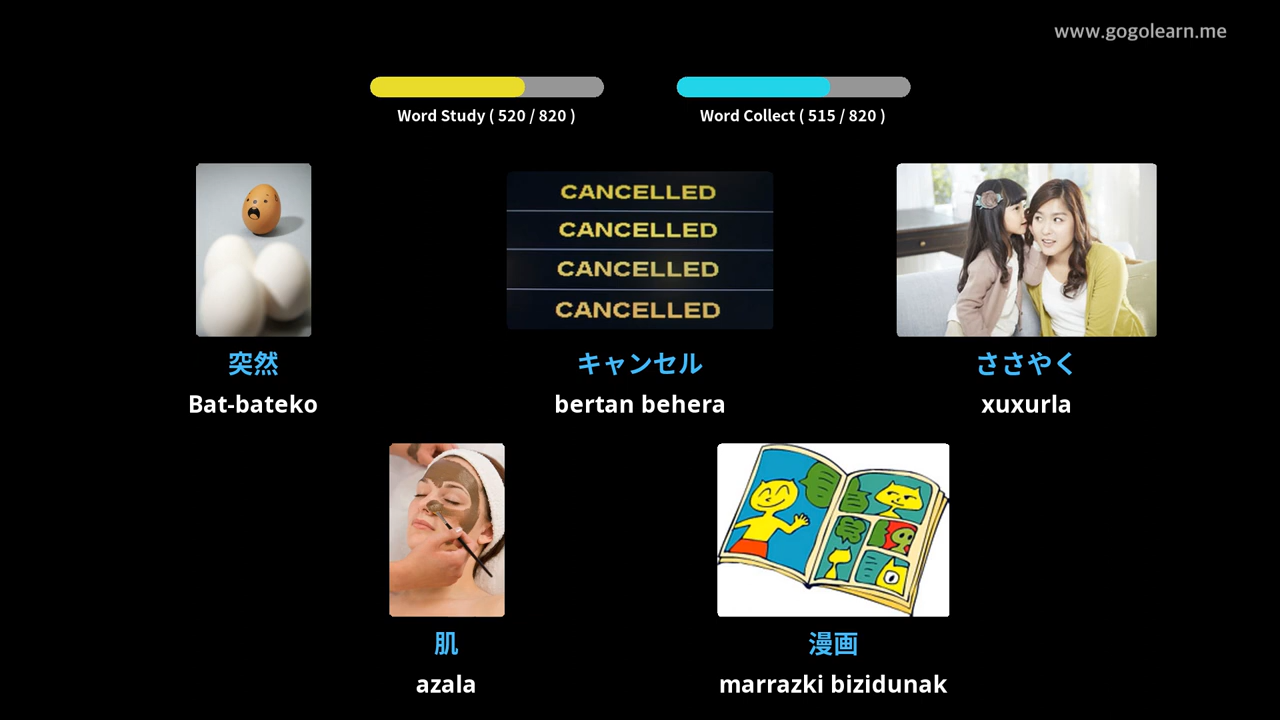 www.gogolearn.me
Word Study ( 520 / 820 )
Word Collect ( 515 / 820 )
CANCELLED
CANCELLED
CANCELLED
CANCELLED
突然
キャンセル
ささやく
Bat-bateko
bertan behera
xuxurla
肌
漫画
azala
marrazki bizidunak